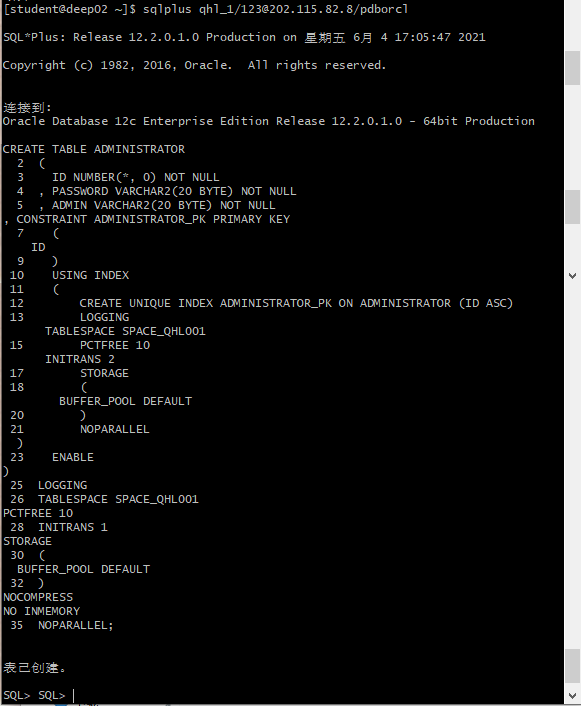 [student@deep02 ~]$ sqlplus qhl_1/123@202.115.82.8/pdborcl
SQL*Plus: Release 12.2.0.1.0 Production on 星期五 6月 4 17:05:47 2021
Copyright (c) 1982, 2016, Oracle.  All rights reserved.
连接到:
Oracle Database 12c Enterprise Edition Release 12.2.0.1.0 - 64bit Production
CREATE TABLE ADMINISTRATOR
  2  (
  3    ID NUMBER(*, 0) NOT NULL
  4  , PASSWORD VARCHAR2(20 BYTE) NOT NULL
  5  , ADMIN VARCHAR2(20 BYTE) NOT NULL
, CONSTRAINT ADMINISTRATOR_PK PRIMARY KEY
  7    (
    ID
  9    )
 10    USING INDEX
 11    (
 12        CREATE UNIQUE INDEX ADMINISTRATOR_PK ON ADMINISTRATOR (ID ASC)
 13        LOGGING
      TABLESPACE SPACE_QHL001
 15        PCTFREE 10
      INITRANS 2
 17        STORAGE
 18        (
        BUFFER_POOL DEFAULT
 20        )
 21        NOPARALLEL
  )
 23    ENABLE
)
 25  LOGGING
 26  TABLESPACE SPACE_QHL001
PCTFREE 10
 28  INITRANS 1
STORAGE
 30  (
  BUFFER_POOL DEFAULT
 32  )
NOCOMPRESS
NO INMEMORY
 35  NOPARALLEL;
表已创建。
SQL> SQL>